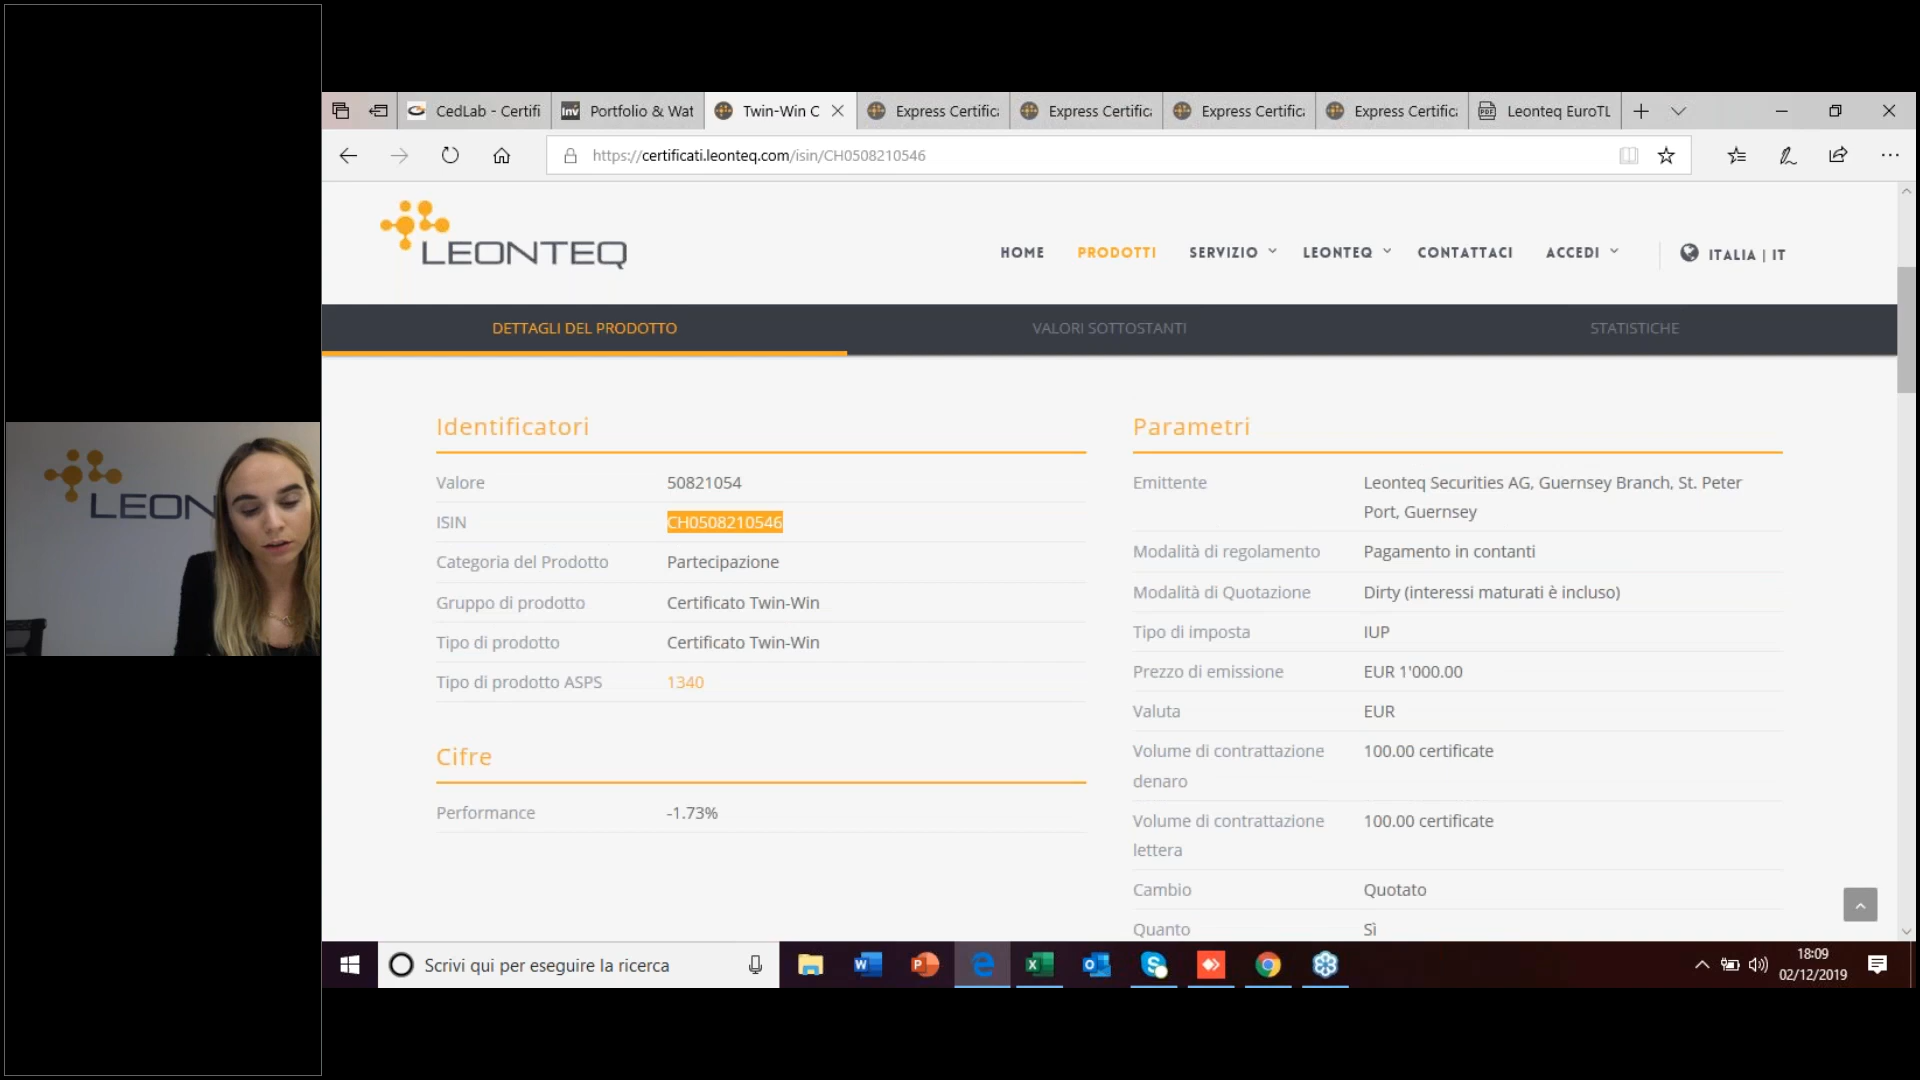 CedLab - Certifi
Portfolio & Wat
Twin-Win C
Express Certific
Express Certific
Express Certific
Express Certific
Leonteq EuroTL
https://certificati.leonteq.com/isin/CH0508210546
LEONTEQ
HOME
PRODOTTI
SERVIZIO
LEONTEQ
CONTATTACI
ACCEDI
ITALIA | IT
DETTAGLI DEL PRODOTTO
VALORI SOTTOSTANTI
STATISTICHE
Identificatori
Valore 50821054
ISIN CH0508210546
Categoria del Prodotto Partecipazione
Gruppo di prodotto Certificato Twin-Win
Tipo di prodotto Certificato Twin-Win
Tipo di prodotto ASPS 1340
Cifre
Performance -1.73%
Parametri
Emittente Leonteq Securities AG, Guernsey Branch, St. Peter
Port, Guernsey
Modalità di regolamento Pagamento in contanti
Modalità di Quotazione Dirty (interessi maturati è incluso)
Tipo di imposta IUP
Prezzo di emissione EUR 1'000.00
Valuta EUR
Volume di contrattazione 100.00 certificate
denaro
Volume di contrattazione 100.00 certificate
lettera
Cambio Quotato
Quanto Sì
LEON
Scrivi qui per eseguire la ricerca
18:09
02/12/2019